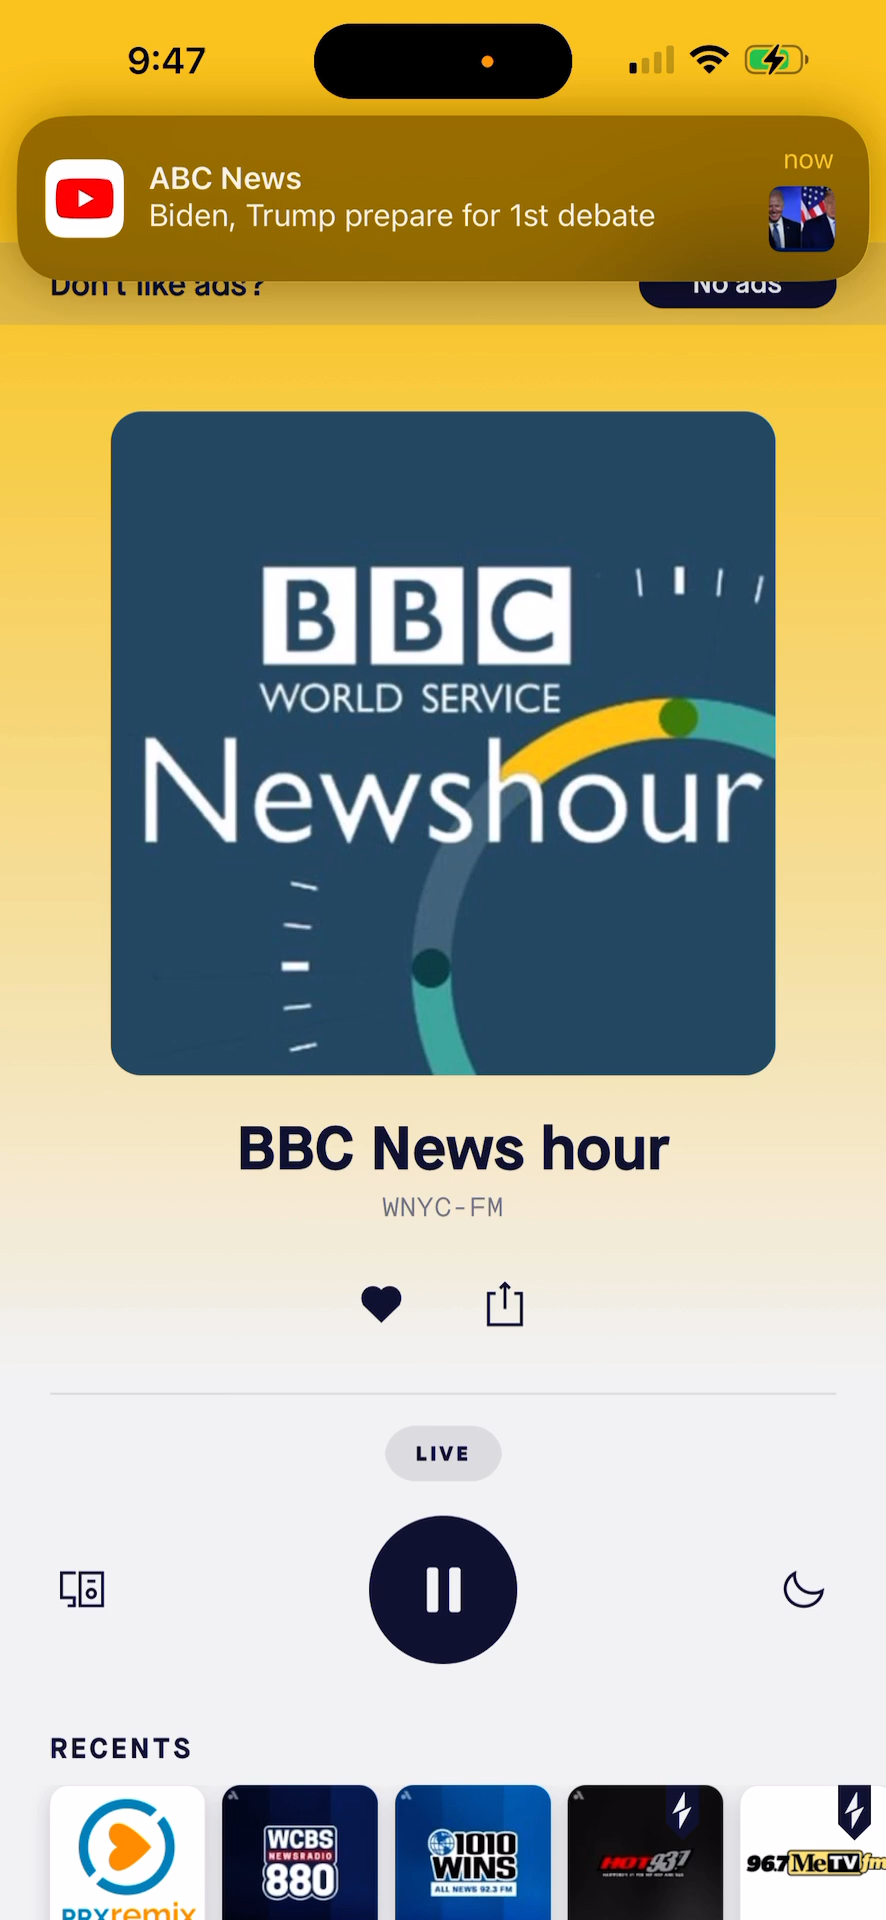 9:47
ABC News
now
Biden, Trump prepare for 1st debate
Don't like ads?
No ads
BBC
WORLD SERVICE
Newshour
BBC News hour
WNYC-FM
LIVE
RECENTS
PRXremix
WCBS
NEWSRADIO
880
1010
WINS
ALL NEWS 92.3 FM
HOT 93.7
96.7 MeTV fm